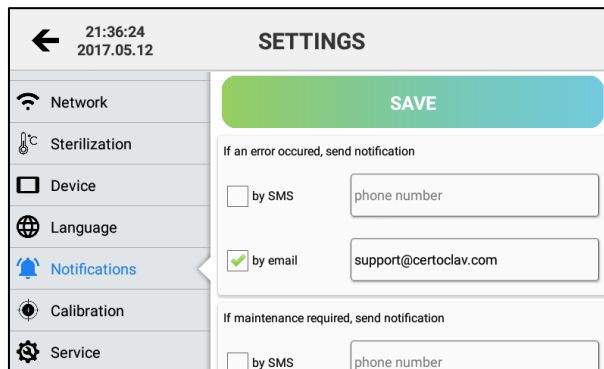 21:36:24
2017.05.12
SETTINGS
Network
°C
Sterilization
Device
Language
Notifications
Calibration
Service
SAVE
If an error occured, send notification
by SMS
phone number
by email
support@certoclav.com
If maintenance required, send notification
by SMS
phone number